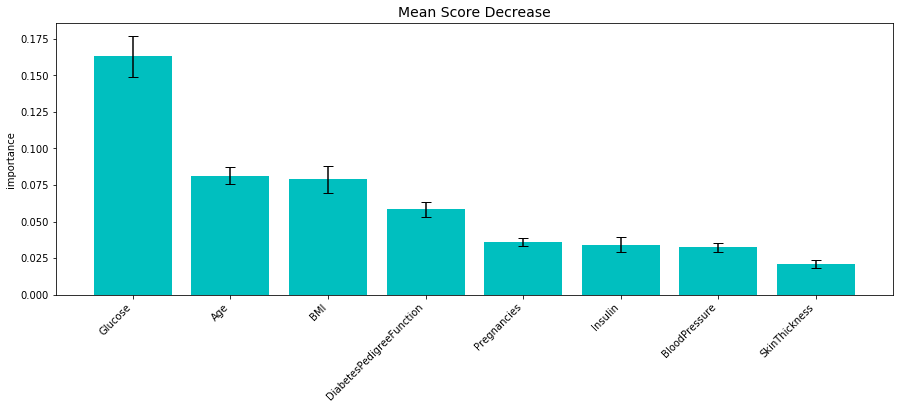 Mean Score Decrease
importance
0.175
0.150
0.125
0.100
0.075
0.050
0.025
0.000
Glucose
Age
BMI
DiabetesPedigreeFunction
Pregnancies
Insulin
BloodPressure
SkinThickness